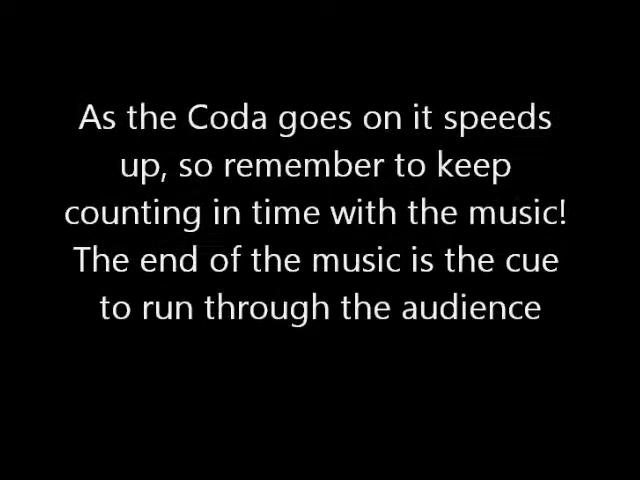 As the Coda goes on it speeds
up, so remember to keep
counting in time with the music!
The end of the music is the cue
to run through the audience